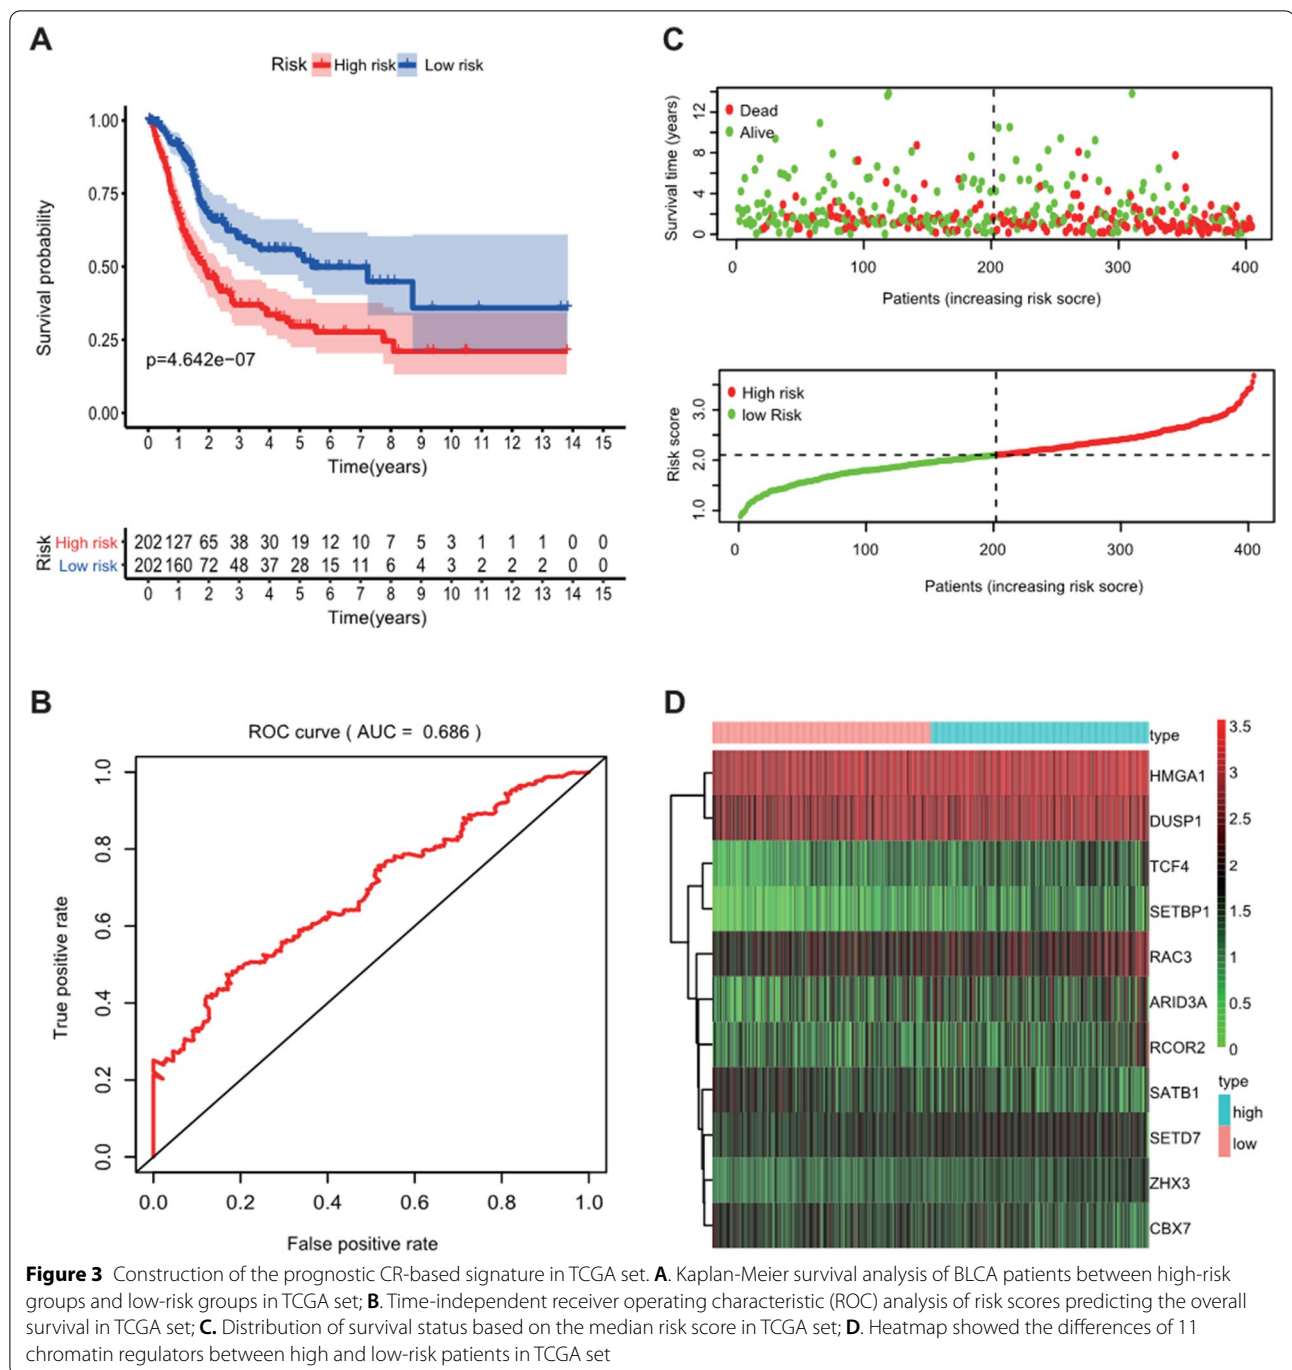 A
Risk High risk Low risk
Survival probability
1.00
0.75
0.50
0.25
0.00
p=4.642e−07
0 1 2 3 4 5 6 7 8 9 10 11 12 13 14 15
Time(years)
Risk
High risk 202 127 65 38 30 19 12 10 7 5 3 1 1 1 0 0
Low risk 202 160 72 48 37 28 15 11 6 4 3 2 2 2 0 0
0 1 2 3 4 5 6 7 8 9 10 11 12 13 14 15
Time(years)
C
Survival time (years)
12
8
4
0
Dead
Alive
0 100 200 300 400
Patients (increasing risk socre)
Risk score
3.0
2.0
1.0
High risk
low Risk
0 100 200 300 400
Patients (increasing risk socre)
B
ROC curve ( AUC = 0.686 )
True positive rate
1.0
0.8
0.6
0.4
0.2
0.0
0.0 0.2 0.4 0.6 0.8 1.0
False positive rate
D
type
HMGA1
DUSP1
TCF4
SETBP1
RAC3
ARID3A
RCOR2
SATB1
SETD7
ZHX3
CBX7
3.5
3
2.5
2
1.5
1
0.5
0
type
high
low
Figure 3 Construction of the prognostic CR-based signature in TCGA set. A. Kaplan-Meier survival analysis of BLCA patients between high-risk
groups and low-risk groups in TCGA set; B. Time-independent receiver operating characteristic (ROC) analysis of risk scores predicting the overall
survival in TCGA set; C. Distribution of survival status based on the median risk score in TCGA set; D. Heatmap showed the differences of 11
chromatin regulators between high and low-risk patients in TCGA set